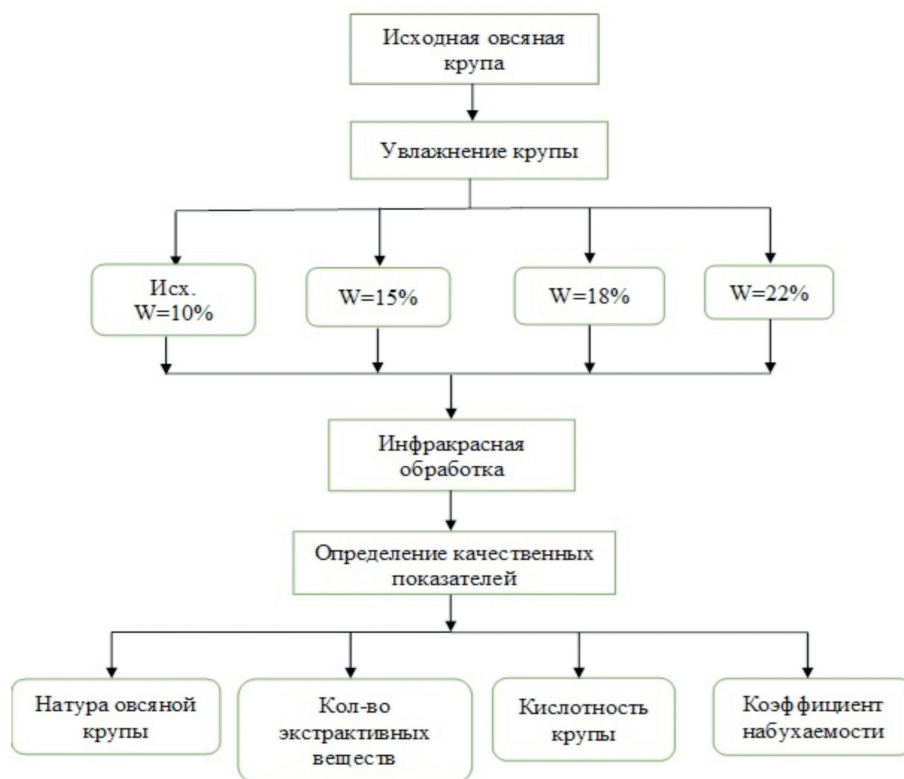 Исходная овсяная
крупа
Увлажнение крупы
Исх.
W=10%
W=15%
W=18%
W=22%
Инфракрасная
обработка
Определение качественных
показателей
Натура овсяной
крупы
Кол-во
экстрактивных
веществ
Кислотность
крупы
Коэффициент
набухаемости